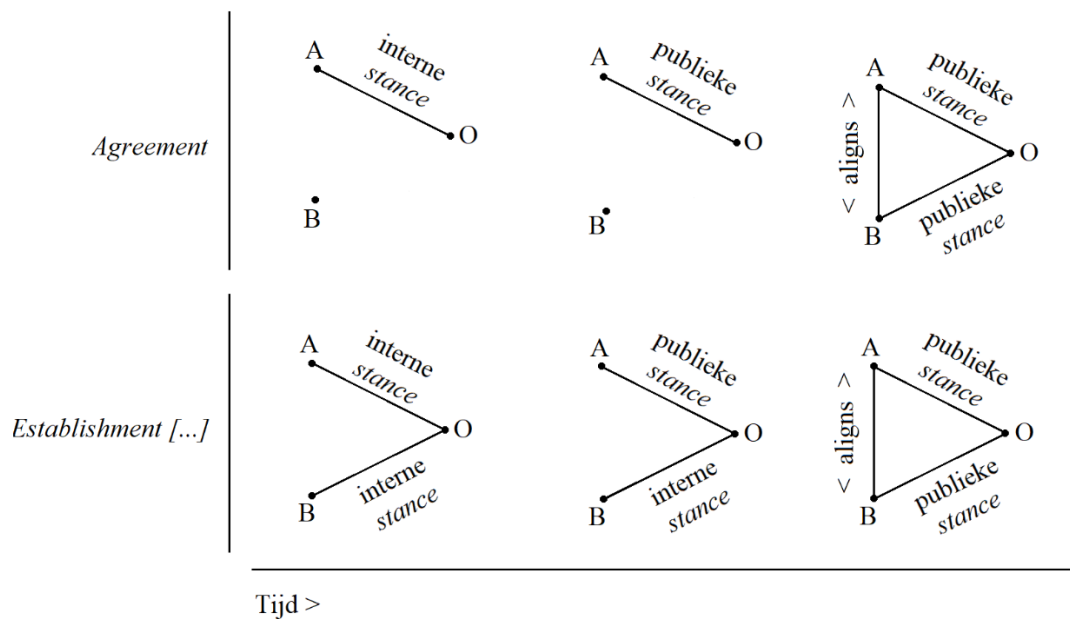 Agreement
A
interne
stance
O
B
A
publieke
stance
O
B
A
publieke
stance
< aligns >
O
B
publieke
stance
Establishment [...]
A
interne
stance
O
B
interne
stance
A
publieke
stance
O
B
interne
stance
A
publieke
stance
< aligns >
O
B
publieke
stance
Tijd >